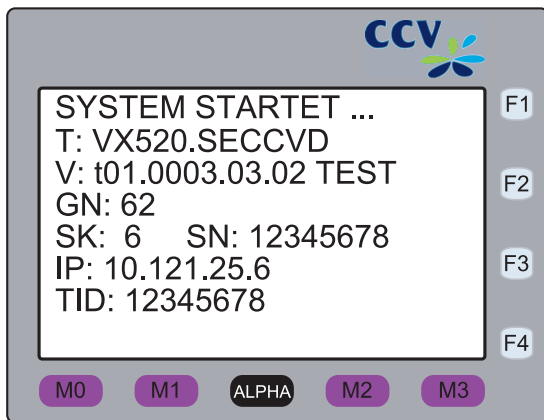 CCV
SYSTEM STARTET ...
T: VX520.SECCVD
V: t01.0003.03.02 TEST
GN: 62
SK: 6 SN: 12345678
IP: 10.121.25.6
TID: 12345678
F1
F2
F3
F4
M0 M1 ALPHA M2 M3